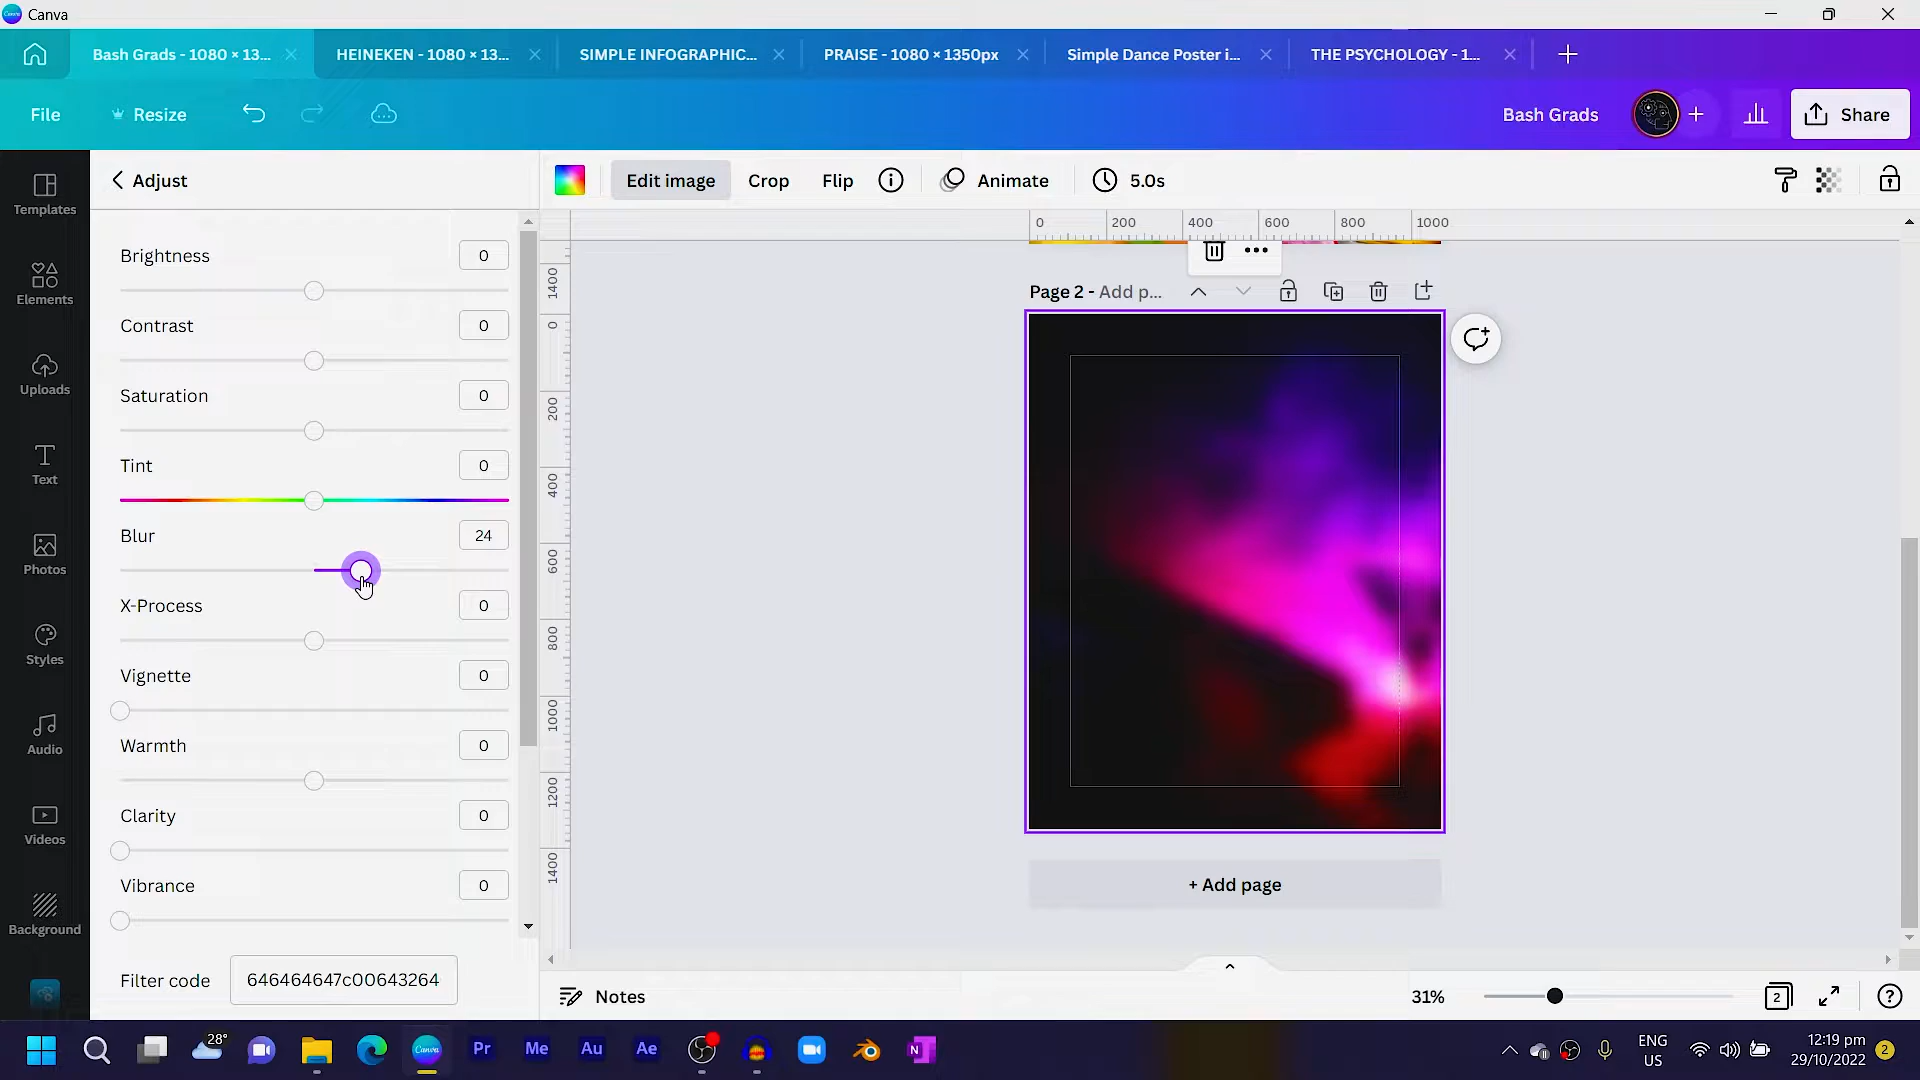 Canva
Bash Grads - 1080 × 13...
HEINEKEN - 1080 × 13...
SIMPLE INFOGRAPHIC...
PRAISE - 1080 × 1350px
Simple Dance Poster i...
THE PSYCHOLOGY - 1...
File
Resize
Bash Grads
Share
Adjust
Edit image
Crop
Flip
Animate
5.0s
Templates
Elements
Uploads
Text
Photos
Styles
Audio
Videos
Background
Brightness 0
Contrast 0
Saturation 0
Tint 0
Blur 24
X-Process 0
Vignette 0
Warmth 0
Clarity 0
Vibrance 0
Filter code 646464647c00643264
0 200 400 600 800 1000
1400
0
200
400
600
800
1000
1200
1400
Page 2 - Add p...
+ Add page
Notes
31%
2
28°
Canva
Pr
Me
Au
Ae
N
ENG
US
12:19 pm
29/10/2022
2